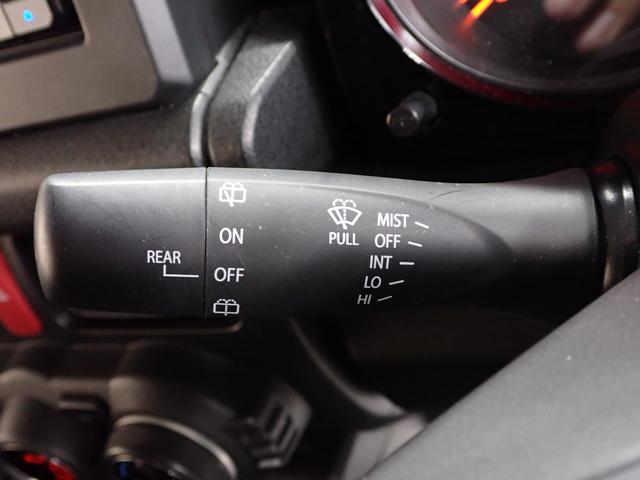 REAR
ON
OFF
PULL
MIST
OFF
INT
LO
HI